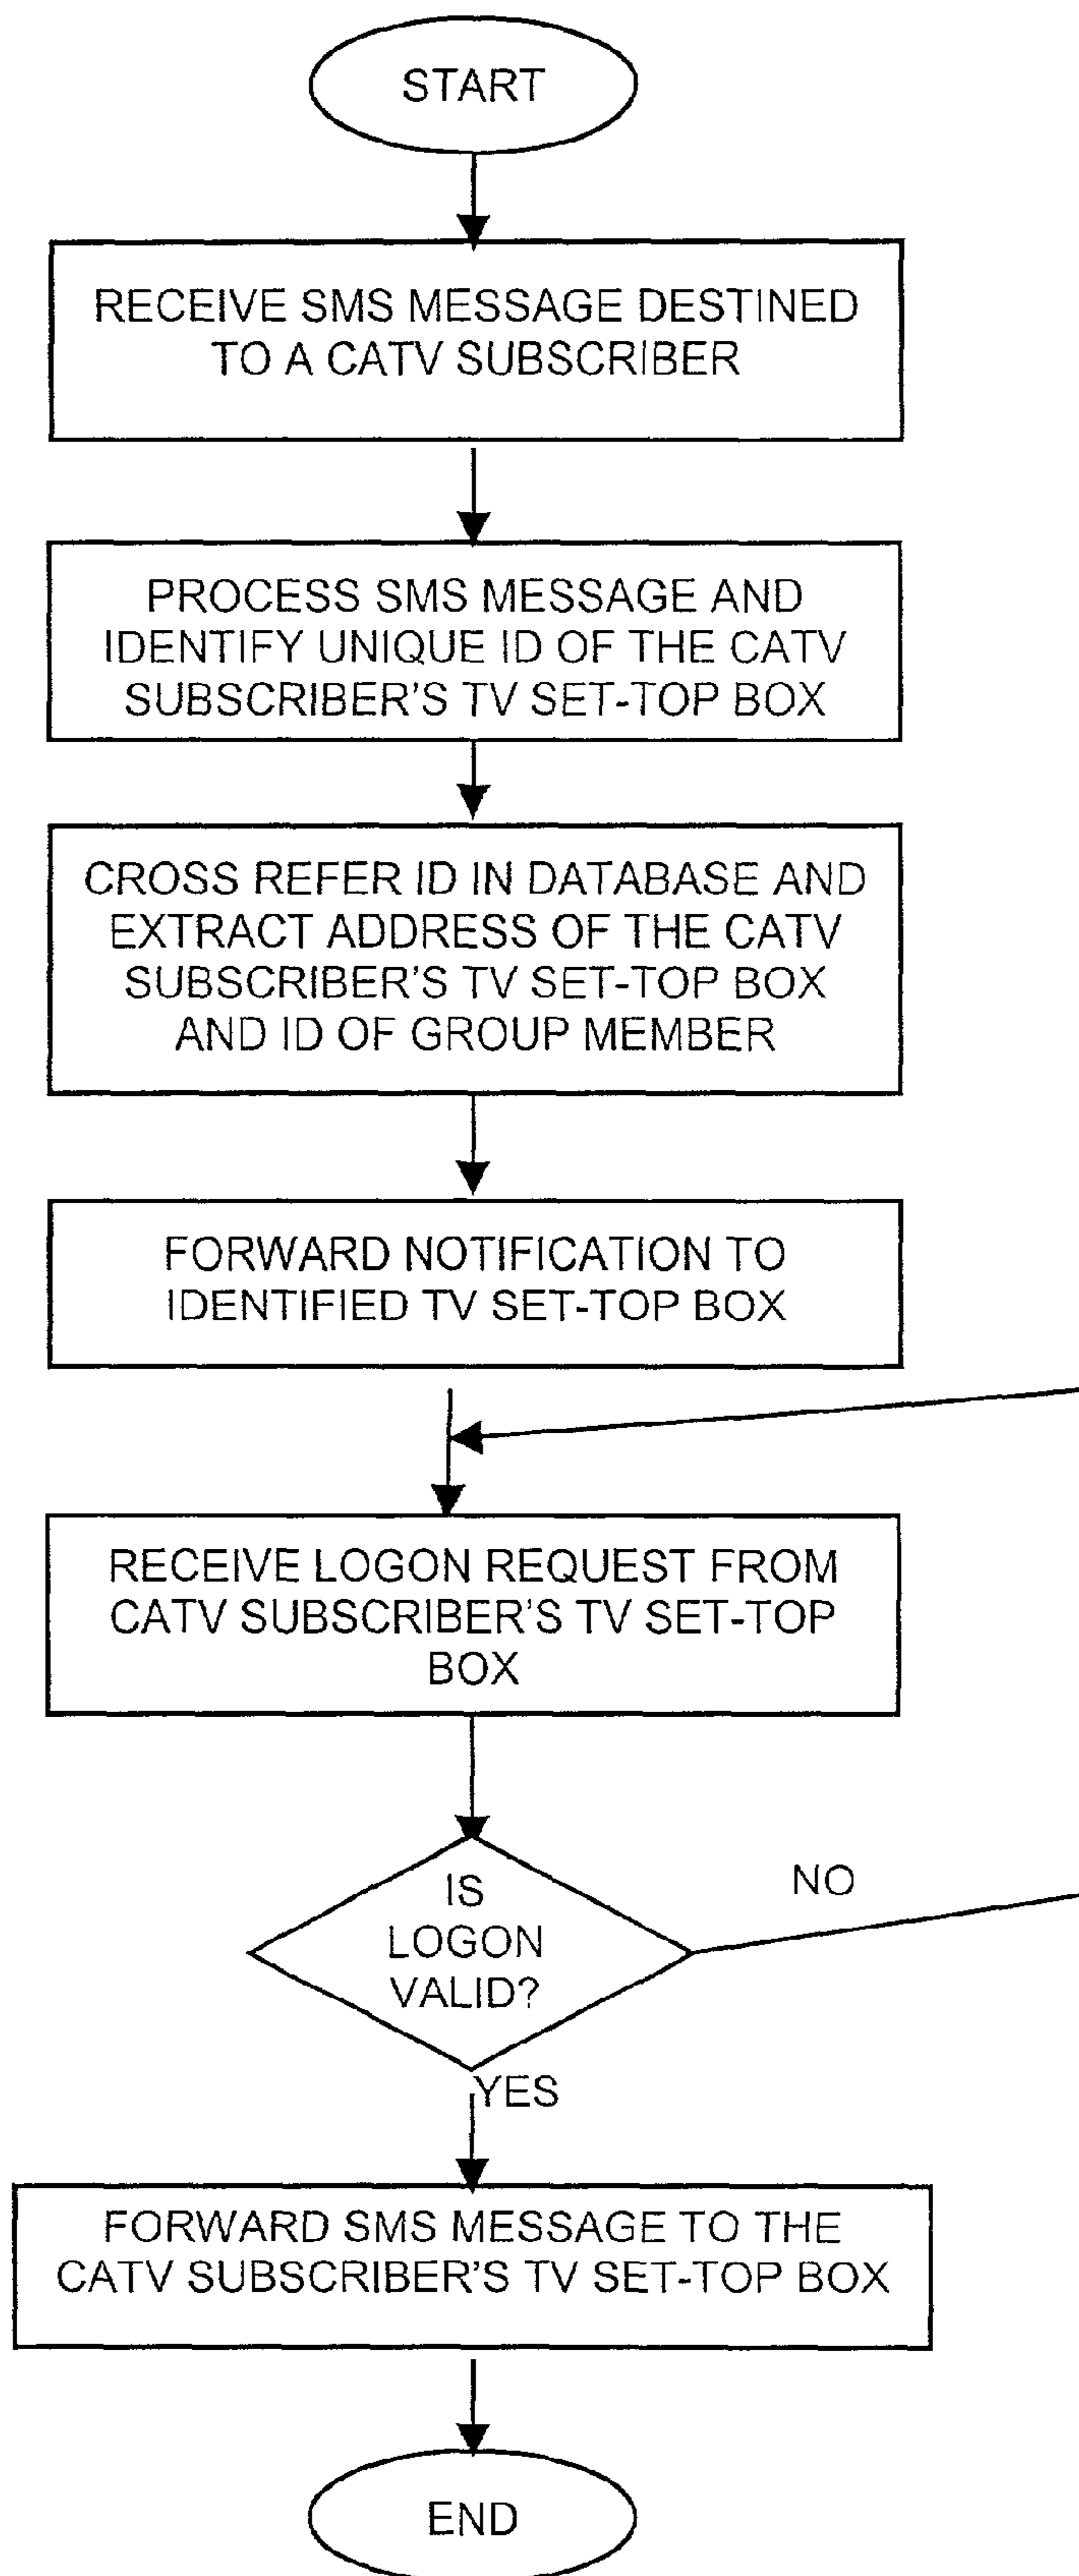 START
RECEIVE SMS MESSAGE DESTINED
TO A CATV SUBSCRIBER
PROCESS SMS MESSAGE AND
IDENTIFY UNIQUE ID OF THE CATV
SUBSCRIBER'S TV SET-TOP BOX
CROSS REFER ID IN DATABASE AND
EXTRACT ADDRESS OF THE CATV
SUBSCRIBER'S TV SET-TOP BOX
AND ID OF GROUP MEMBER
FORWARD NOTIFICATION TO
IDENTIFIED TV SET-TOP BOX
RECEIVE LOGON REQUEST FROM
CATV SUBSCRIBER'S TV SET-TOP
BOX
IS
LOGON
VALID?
NO
YES
FORWARD SMS MESSAGE TO THE
CATV SUBSCRIBER'S TV SET-TOP BOX
END